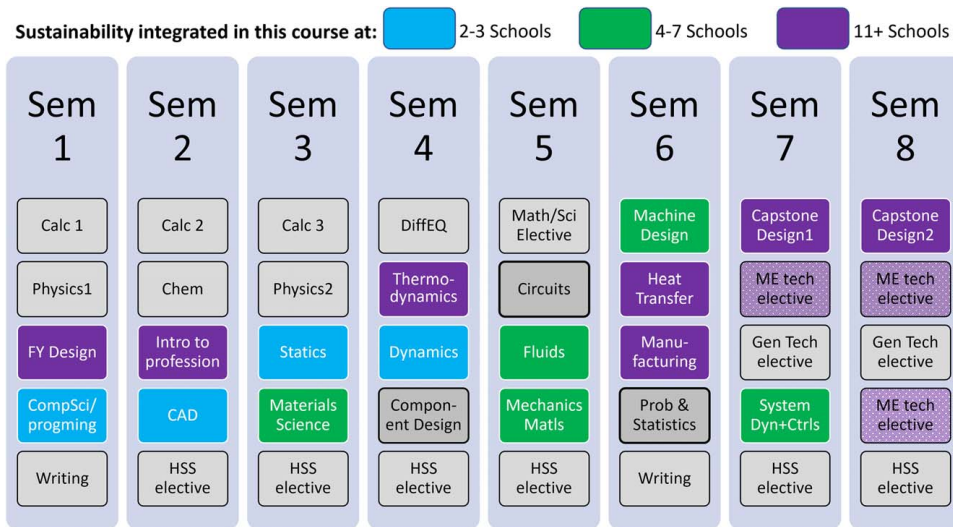 Sustainability integrated in this course at:
2-3 Schools
4-7 Schools
11+ Schools
Sem
1
Calc 1
Physics1
FY Design
CompSci/
progming
Writing
Sem
2
Calc 2
Chem
Intro to
profession
CAD
HSS
elective
Sem
3
Calc 3
Physics2
Statics
Materials
Science
HSS
elective
Sem
4
DiffEQ
Thermo-
dynamics
Dynamics
Compon-
ent Design
HSS
elective
Sem
5
Math/Sci
Elective
Circuits
Fluids
Mechanics
Matls
HSS
elective
Sem
6
Machine
Design
Heat
Transfer
Manu-
facturing
Prob &
Statistics
Writing
Sem
7
Capstone
Design1
ME tech
elective
Gen Tech
elective
System
Dyn+Ctrls
HSS
elective
Sem
8
Capstone
Design2
ME tech
elective
Gen Tech
elective
ME tech
elective
HSS
elective